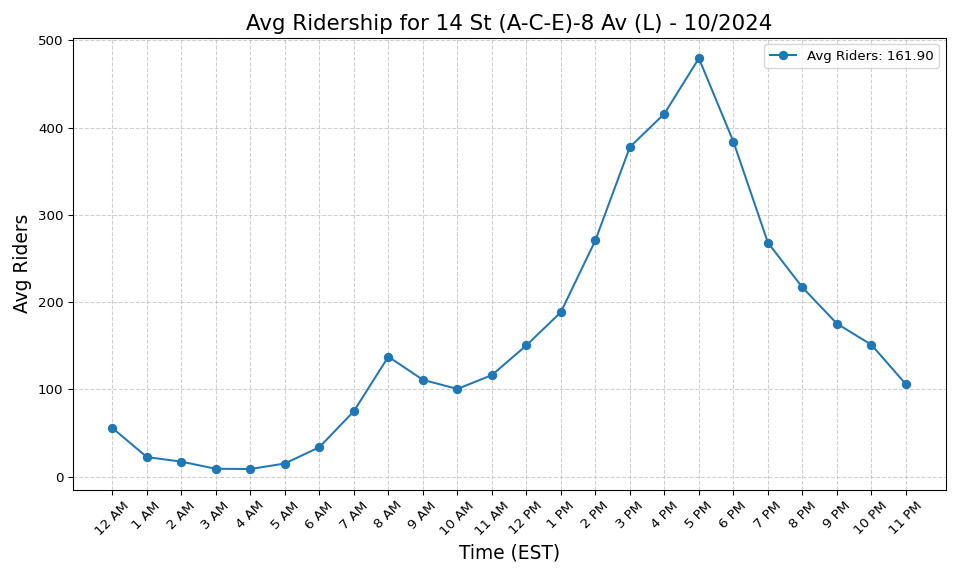 Avg Ridership for 14 St (A-C-E)-8 Av (L) - 10/2024
Avg Riders: 161.90
Avg Riders
500
400
300
200
100
0
12 AM 1 AM 2 AM 3 AM 4 AM 5 AM 6 AM 7 AM 8 AM 9 AM 10 AM 11 AM 12 PM 1 PM 2 PM 3 PM 4 PM 5 PM 6 PM 7 PM 8 PM 9 PM 10 PM 11 PM
Time (EST)